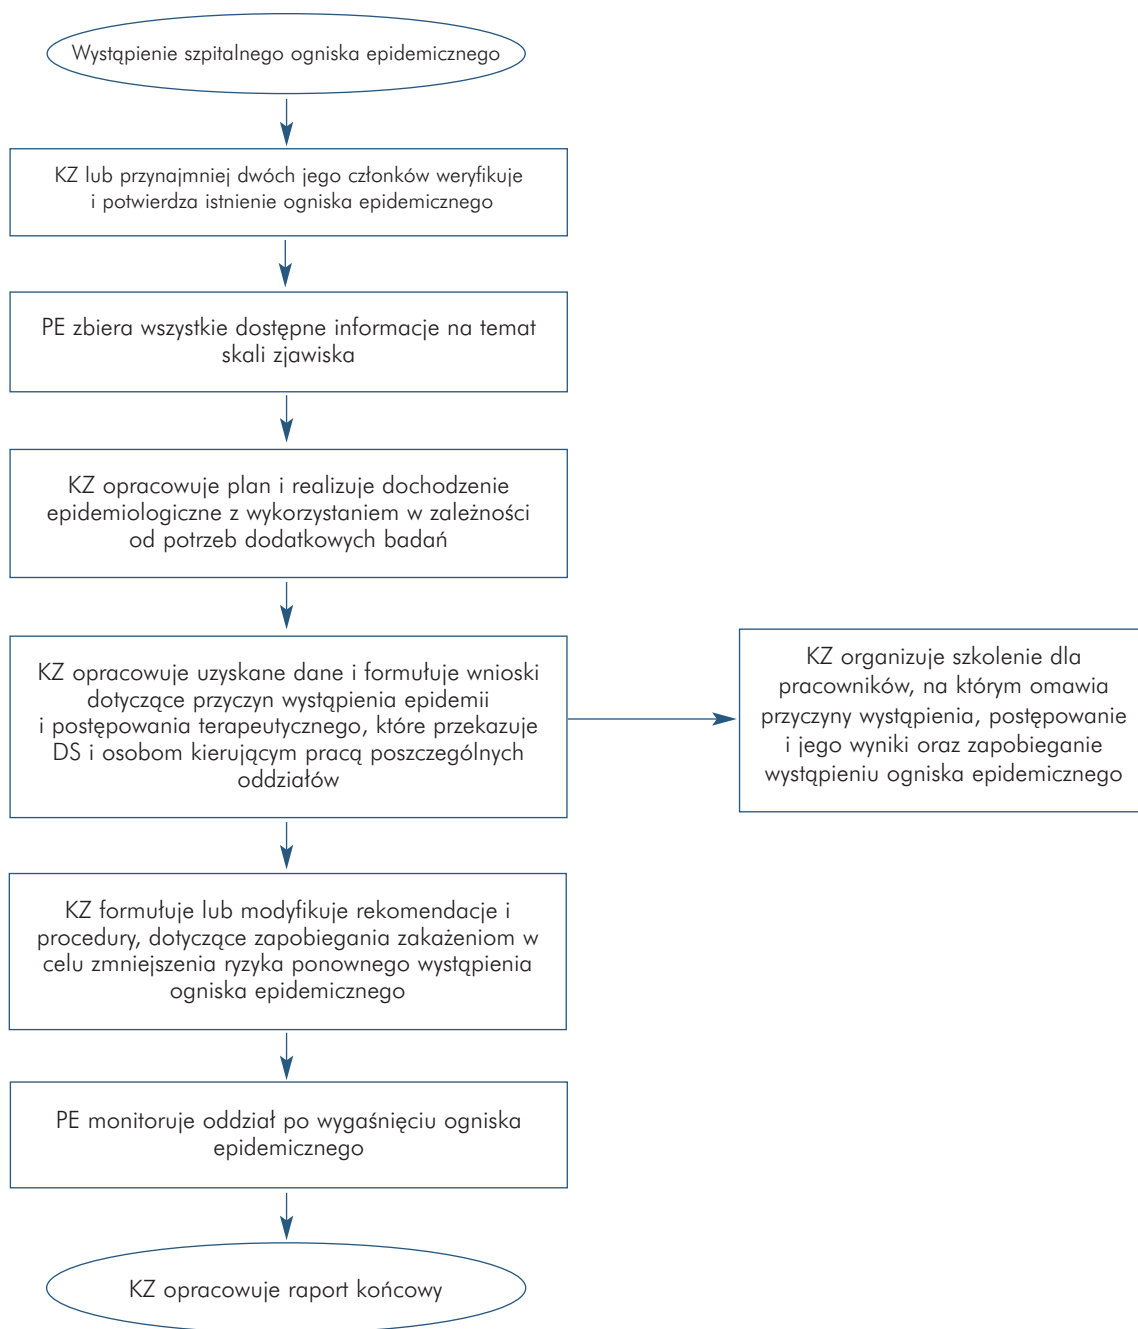 Wystąpienie szpitalnego ogniska epidemicznego
KZ lub przynajmniej dwóch jego członków weryfikuje
i potwierdza istnienie ogniska epidemicznego
PE zbiera wszystkie dostępne informacje na temat
skali zjawiska
KZ opracowuje plan i realizuje dochodzenie
epidemiologiczne z wykorzystaniem w zależności
od potrzeb dodatkowych badań
KZ opracowuje uzyskane dane i formułuje wnioski
dotyczące przyczyn wystąpienia epidemii
i postępowania terapeutycznego, które przekazuje
DS i osobom kierującym pracą poszczególnych
oddziałów
KZ organizuje szkolenie dla
pracowników, na którym omawia
przyczyny wystąpienia, postępowanie
i jego wyniki oraz zapobieganie
wystąpieniu ogniska epidemicznego
KZ formułuje lub modyfikuje rekomendacje i
procedury, dotyczące zapobiegania zakażeniom w
celu zmniejszenia ryzyka ponownego wystąpienia
ogniska epidemicznego
PE monitoruje oddział po wygaśnięciu ogniska
epidemicznego
KZ opracowuje raport końcowy